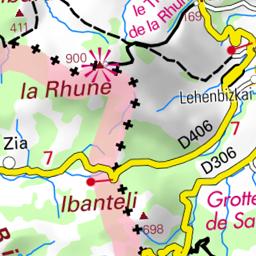 le T
de la Rhu
169
411
900
la Rhune
Lehenbizkai
D406
7
Zia
7
D306
Ibanteli
Grotte
de Sa
698